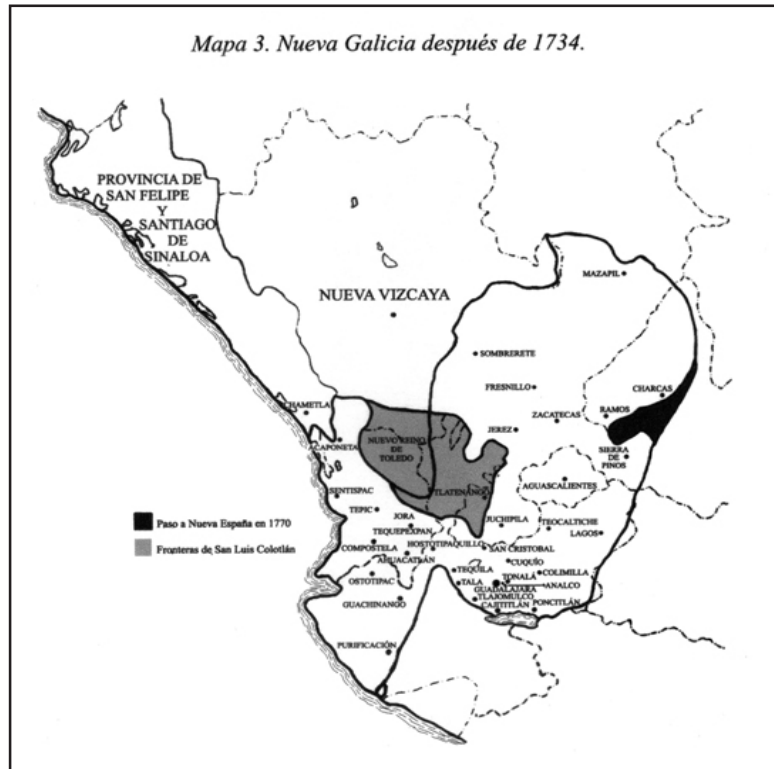 Mapa 3. Nueva Galicia después de 1734.
PROVINCIA DE
SAN FELIPE
Y
SANTIAGO
DE
SINALOA
NUEVA VIZCAYA
MAZAPIL
SOMBRERETE
FRESNILLO
CHARCAS
CHAMETLA
ZACATECAS
RAMOS
JEREZ
ACAPONETA
NUEVO REINO
DE
TOLEDO
SIERRA
DE
PINOS
SENTISPAC
TLATENANGO
AGUASCALIENTES
TEPIC
JORA
Paso a Nueva España en 1770
TEQUEPEXPAN
JUCHIPILA
TEOCALTICHE
LAGOS
Fronteras de San Luis Colotlán
COMPOSTELA
HOSTOTIPAQUILLO
SAN CRISTOBAL
AHUACATLÁN
CUQUÍO
OSTOTIPAC
TEQUILA
TONALÁ
COLIMILLA
TALA
GUADALAJARA
ANALCO
GUACHINANGO
TLAJOMULCO
CAJITITLÁN
PONCITLÁN
PURIFICACIÓN